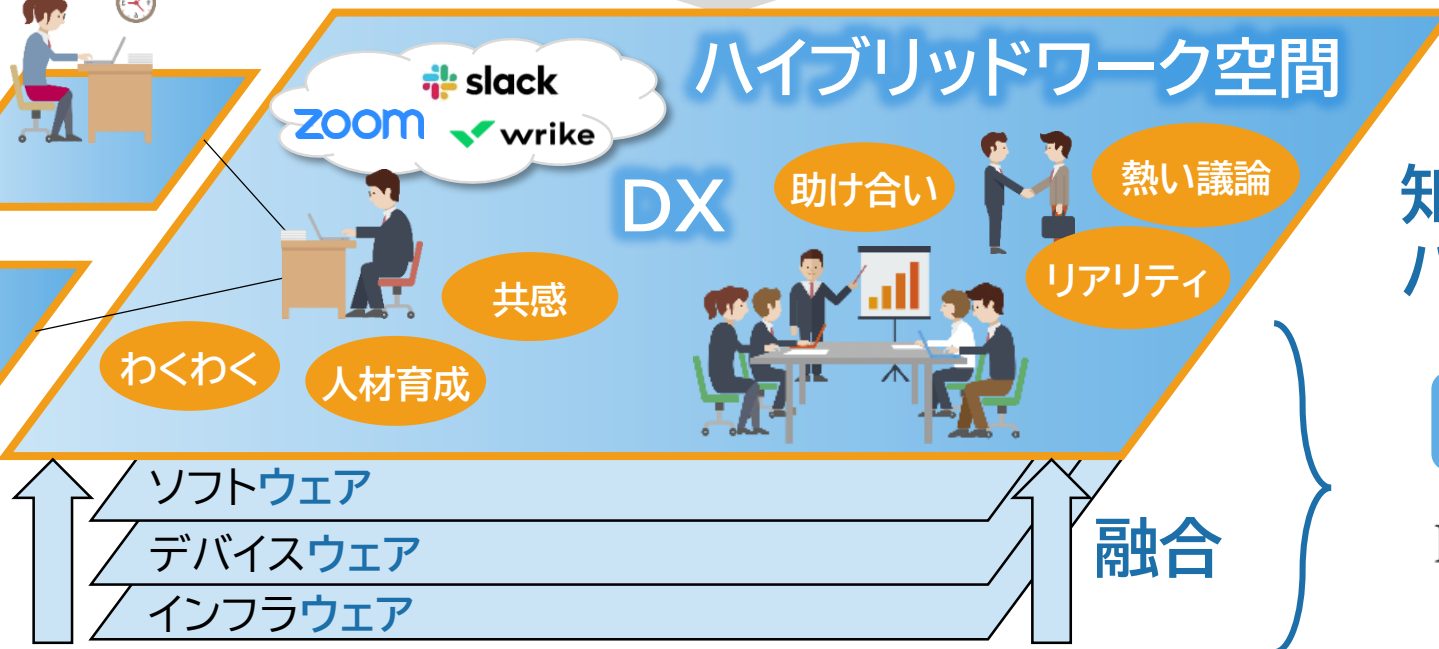 ハイブリッドワーク空間
slack
zoom
wrike
DX
助け合い
熱い議論
リアリティ
共感
わくわく
人材育成
ソフトウェア
デバイスウェア
インフラウェア
融合